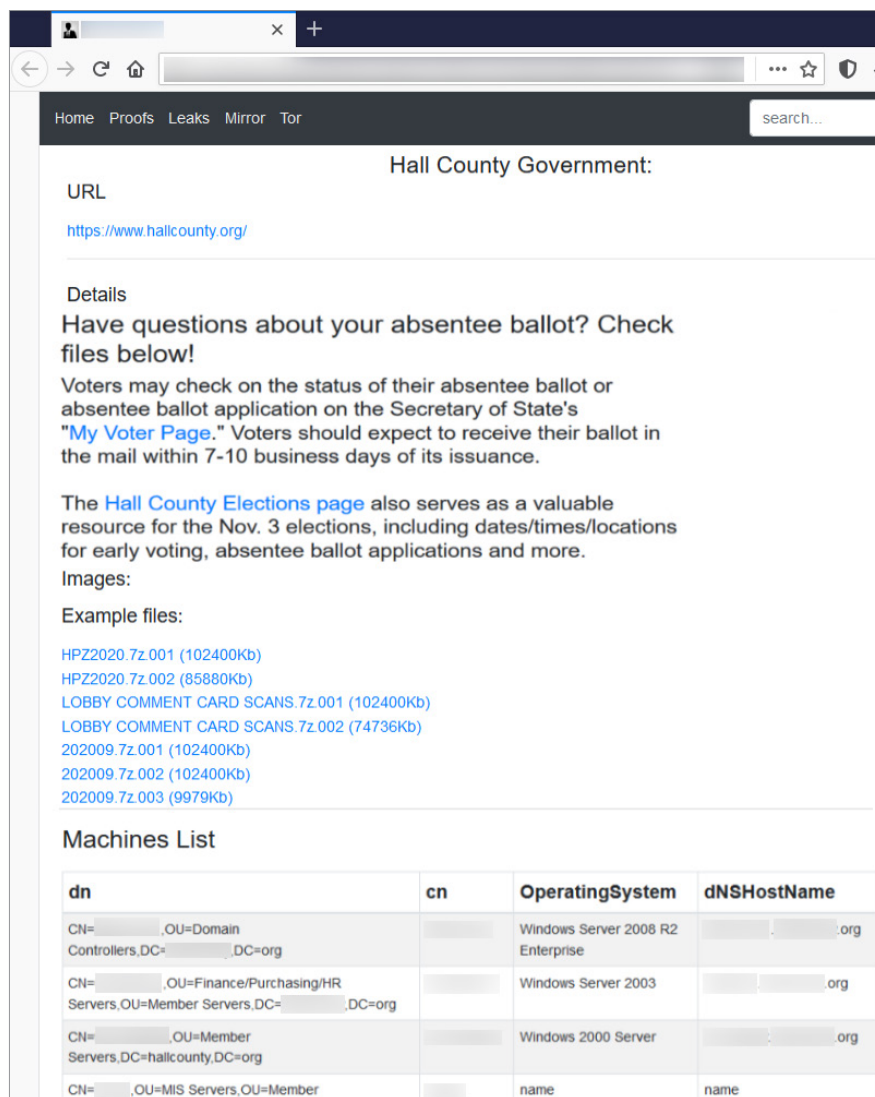 Home Proofs Leaks Mirror Tor
search...
Hall County Government:
URL
https://www.hallcounty.org/
Details
Have questions about your absentee ballot? Check
files below!
Voters may check on the status of their absentee ballot or
absentee ballot application on the Secretary of State's
"My Voter Page." Voters should expect to receive their ballot in
the mail within 7-10 business days of its issuance.
The Hall County Elections page also serves as a valuable
resource for the Nov. 3 elections, including dates/times/locations
for early voting, absentee ballot applications and more.
Images:
Example files:
HPZ2020.7z.001 (102400Kb)
HPZ2020.7z.002 (85880Kb)
LOBBY COMMENT CARD SCANS.7z.001 (102400Kb)
LOBBY COMMENT CARD SCANS.7z.002 (74736Kb)
202009.7z.001 (102400Kb)
202009.7z.002 (102400Kb)
202009.7z.003 (9979Kb)
Machines List
dn cn OperatingSystem dNSHostName
CN= ,OU=Domain Windows Server 2008 R2 . .org
Controllers,DC= ,DC=org Enterprise
CN= ,OU=Finance/Purchasing/HR Windows Server 2003 . .org
Servers,OU=Member Servers,DC= ,DC=org
CN= ,OU=Member Windows 2000 Server . .org
Servers,DC=hallcounty,DC=org
CN= ,OU=MIS Servers,OU=Member name name